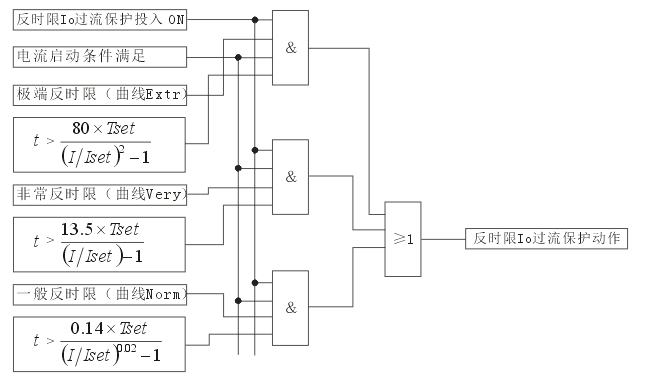 反时限Io过流保护投入 ON
电流启动条件满足
极端反时限（曲线Extr）
t > 80×Tset / (I/Iset)² −1
非常反时限（曲线Very）
t > 13.5×Tset / (I/Iset) −1
一般反时限（曲线Norm）
t > 0.14×Tset / (I/Iset)^0.02 −1
&
&
&
≥1
反时限Io过流保护动作